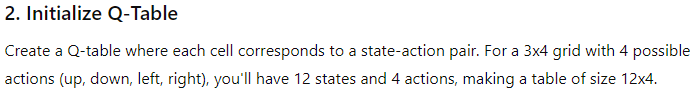 2. Initialize Q-Table
Create a Q-table where each cell corresponds to a state-action pair. For a 3x4 grid with 4 possible
actions (up, down, left, right), you'll have 12 states and 4 actions, making a table of size 12x4.